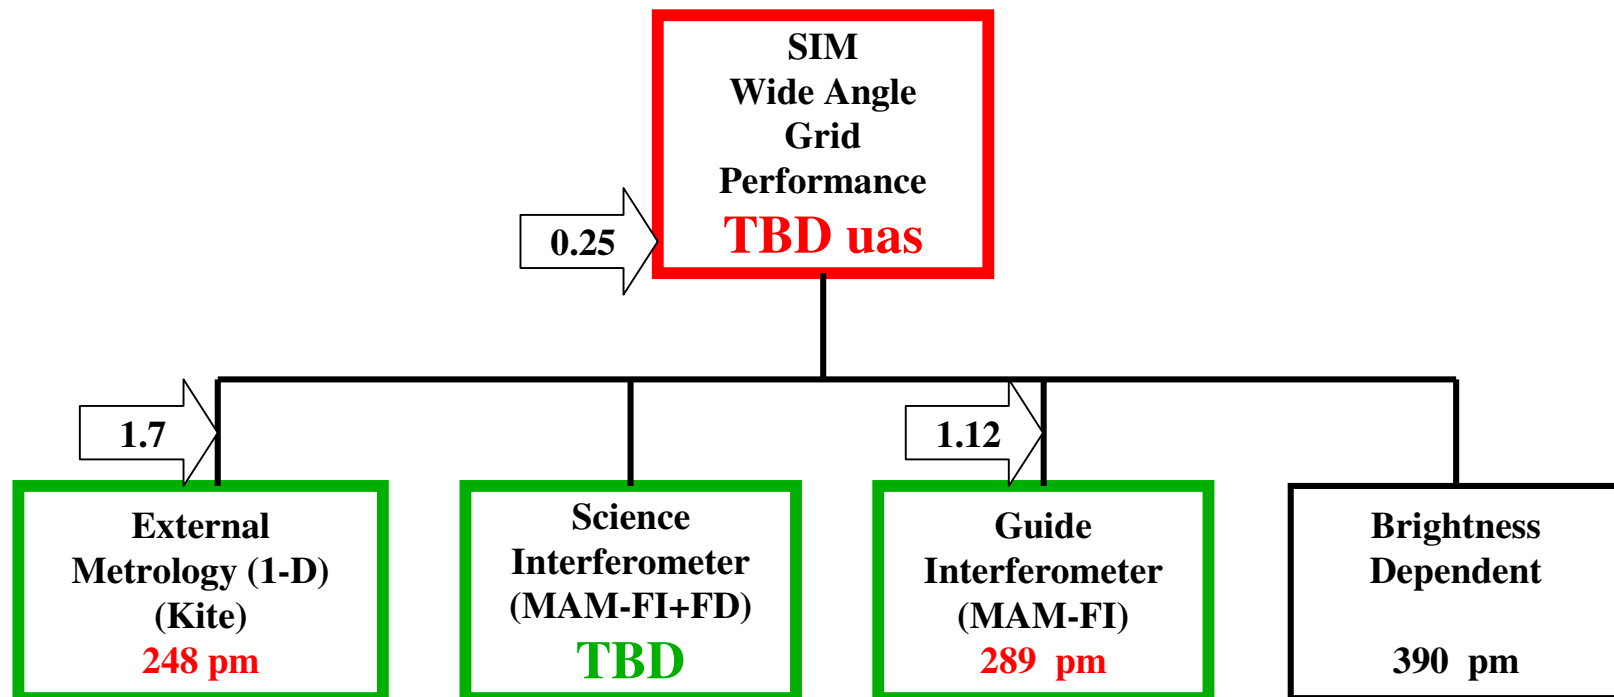 SIM
Wide Angle
Grid
Performance
TBD uas
0.25
1.7
1.12
External
Metrology (1-D)
(Kite)
248 pm
Science
Interferometer
(MAM-FI+FD)
TBD
Guide
Interferometer
(MAM-FI)
289 pm
Brightness
Dependent
390 pm